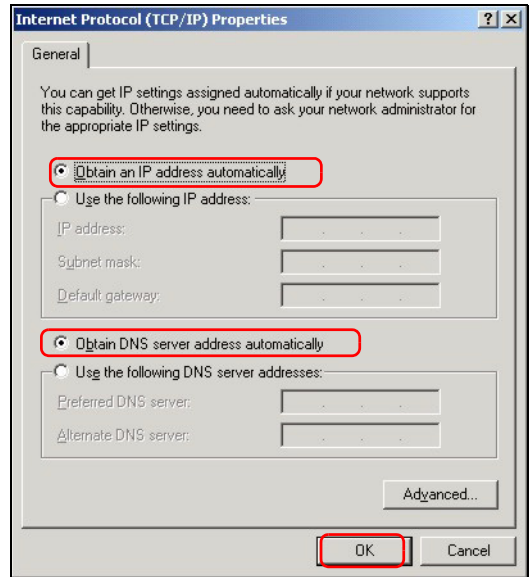 Internet Protocol (TCP/IP) Properties
General
You can get IP settings assigned automatically if your network supports
this capability. Otherwise, you need to ask your network administrator for
the appropriate IP settings.
Obtain an IP address automatically
Use the following IP address:
IP address:
Subnet mask:
Default gateway:
Obtain DNS server address automatically
Use the following DNS server addresses:
Preferred DNS server:
Alternate DNS server:
Advanced...
OK Cancel